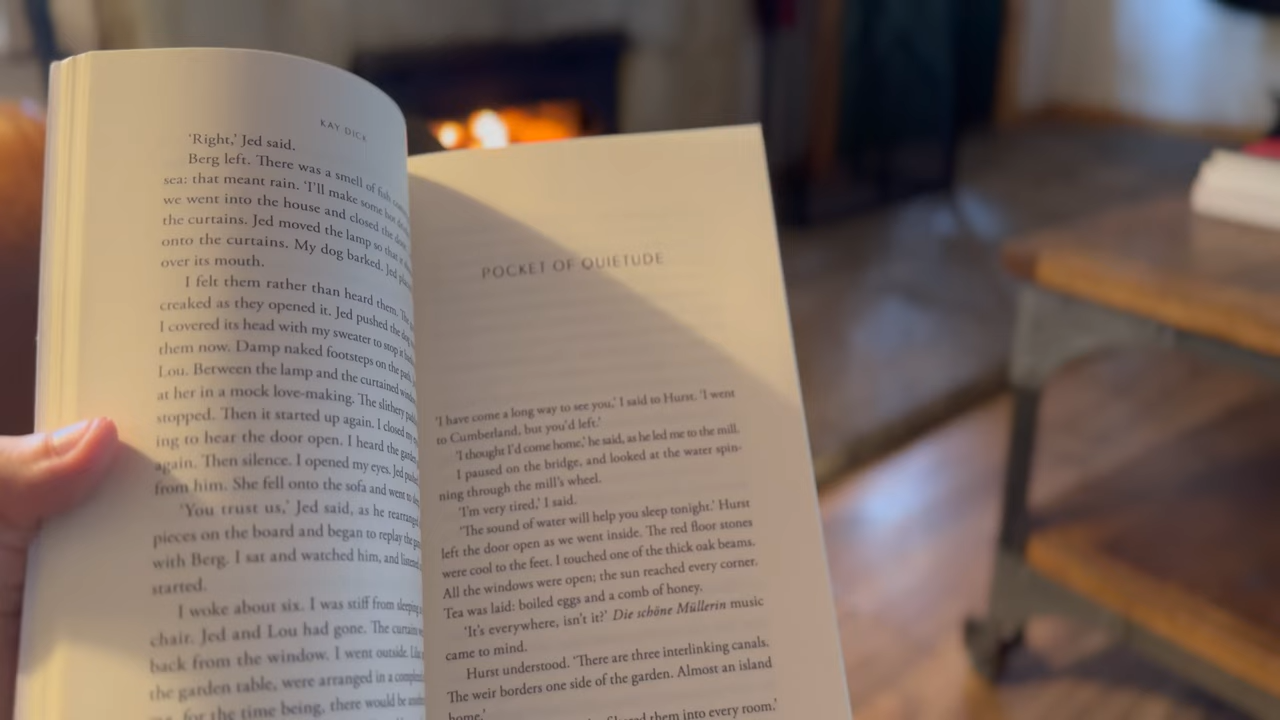 KAY DICK
‘Right,’ Jed said.
Berg left. There was a smell of fish
sea: that meant rain. ‘I’ll make some hot
we went into the house and closed the
the curtains. Jed moved the lamp so that it
onto the curtains. My dog barked. Jed
over its mouth.
I felt them rather than heard them. The
creaked as they opened it. Jed pushed the dog
I covered its head with my sweater to stop it
them now. Damp naked footsteps on the
Lou. Between the lamp and the curtained
at her in a mock love-making. The slithery
stopped. Then it started up again. I closed my
ing to hear the door open. I heard the garden
again. Then silence. I opened my eyes. Jed
from him. She fell onto the sofa and went to
‘You trust us,’ Jed said, as he rearranged
pieces on the board and began to replay the
with Berg. I sat and watched him, and
started.
I woke about six. I was stiff from sleeping
chair. Jed and Lou had gone. The curtains
back from the window. I went outside.
the garden table, were arranged in a
for the time being, there would be
POCKET OF QUIETUDE
‘I have come a long way to see you,’ I said to Hurst. ‘I went
to Cumberland, but you’d left.’
‘I thought I’d come home,’ he said, as he led me to the mill.
I paused on the bridge, and looked at the water spin-
ning through the mill’s wheel.
‘I’m very tired,’ I said.
‘The sound of water will help you sleep tonight.’ Hurst
left the door open as we went inside. The red floor stones
were cool to the feet. I touched one of the thick oak beams.
All the windows were open; the sun reached every corner.
Tea was laid: boiled eggs and a comb of honey.
‘It’s everywhere, isn’t it?’ Die schöne Müllerin music
came to mind.
Hurst understood. ‘There are three interlinking canals.
The weir borders one side of the garden. Almost an island
home.’
them into every room.’